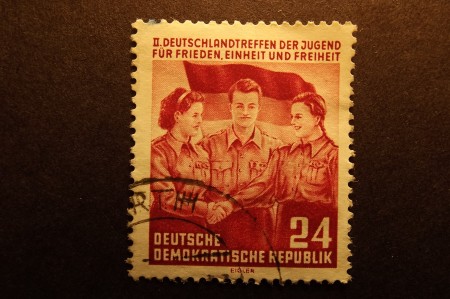 II. DEUTSCHLANDTREFFEN DER JUGEND
FÜR FRIEDEN, EINHEIT UND FREIHEIT
DEUTSCHE
DEMOKRATISCHE REPUBLIK
24
EIGLER